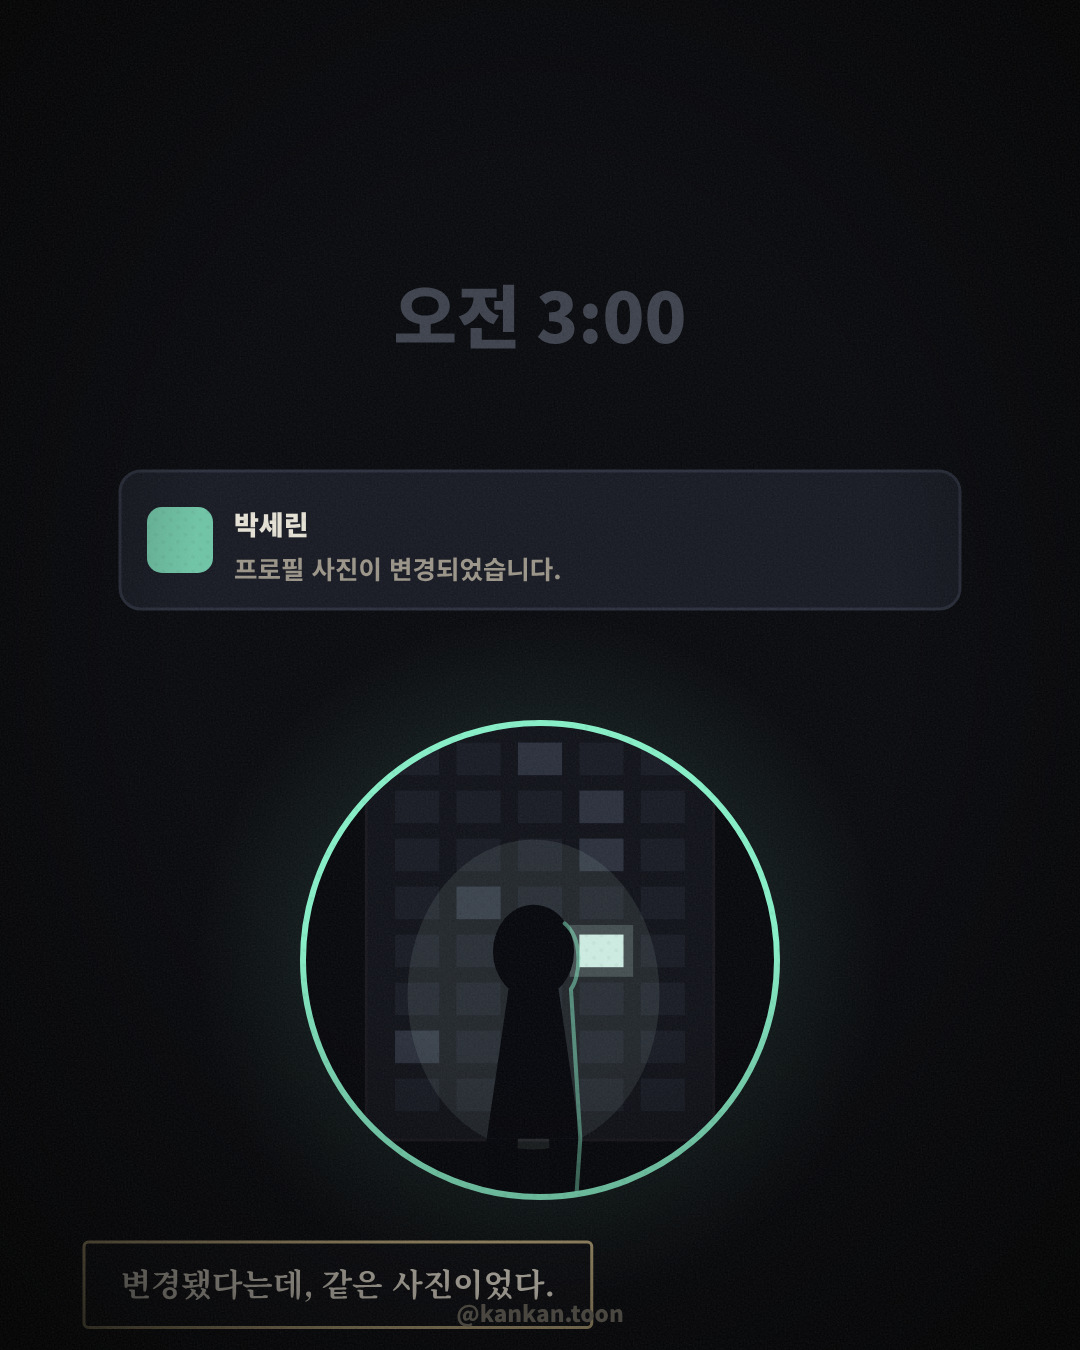 오전 3:00
박세린
프로필 사진이 변경되었습니다.
변경됐다는데, 같은 사진이었다.
@kankan.toon